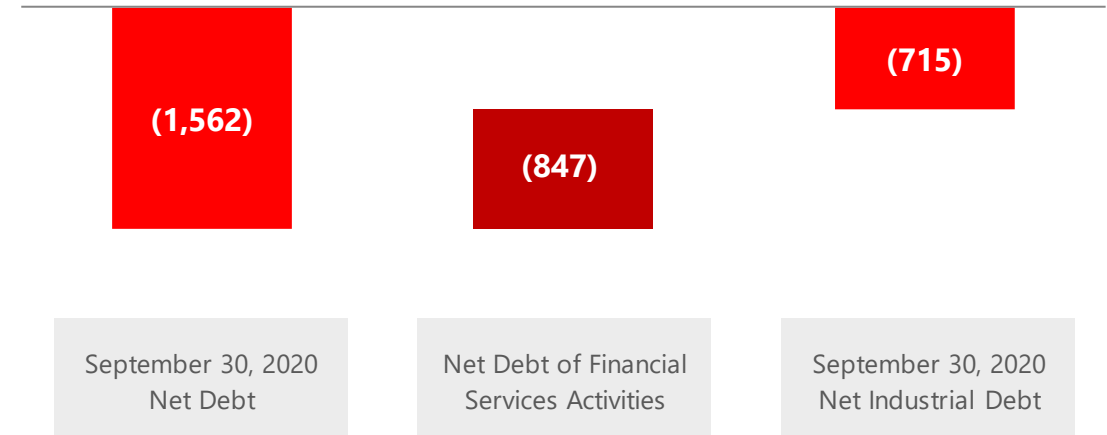 (1,562)
(847)
(715)
September 30, 2020
Net Debt
Net Debt of Financial
Services Activities
September 30, 2020
Net Industrial Debt